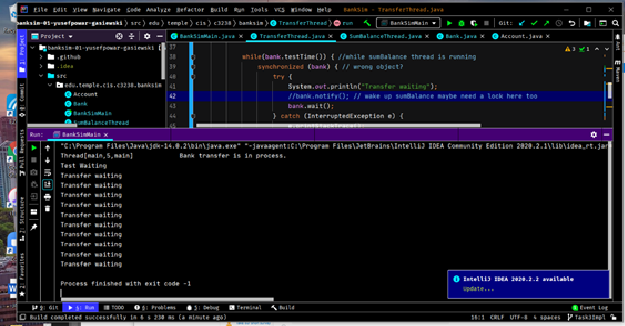 File Edit View Navigate Code Analyze Refactor Build Run Tools VCS Window Help BankSim - TransferThread.java
banksim-01-yusefpowar-gasiewski src edu temple cis c3238 banksim TransferThread BankSimMain Git:
Project BankSimMain.java TransferThread.java SumBalanceThread.java Bank.java Account.java
banksim-01-yusefpowar-gasiewski
.github
.idea
src
edu.temple.cis.c3238.banksim
Account
Bank
BankSimMain
SumBalanceThread
37
38 while(bank.testTime()) { //while sumBalance thread is running
39 synchronized (bank) { // wrong object?
40 try {
41 System.out.println("Transfer waiting");
42 //bank.notify(); // wake up sumBalance maybe need a lock here too
43 bank.wait();
44 } catch (InterruptedException e) {
3 1
Run: BankSimMain
"C:\Program Files\Java\jdk-14.0.2\bin\java.exe" "-javaagent:C:\Program Files\JetBrains\IntelliJ IDEA Community Edition 2020.2.1\lib\idea_rt.jar
Thread[main,5,main] Bank transfer is in process.
Test Waiting
Transfer waiting
Transfer waiting
Transfer waiting
Transfer waiting
Transfer waiting
Transfer waiting
Transfer waiting
Transfer waiting
Transfer waiting
Transfer waiting
Process finished with exit code -1
IntelliJ IDEA 2020.2.2 available
Update...
1: Project
Commit
Pull Requests
7: Structure
2: Favorites
Ant
Maven
9: Git 4: Run TODO 6: Problems 5: Debug Terminal Build Event Log
Build completed successfully in 6 s 230 ms (a minute ago) 16:1 CRLF UTF-8 4 spaces